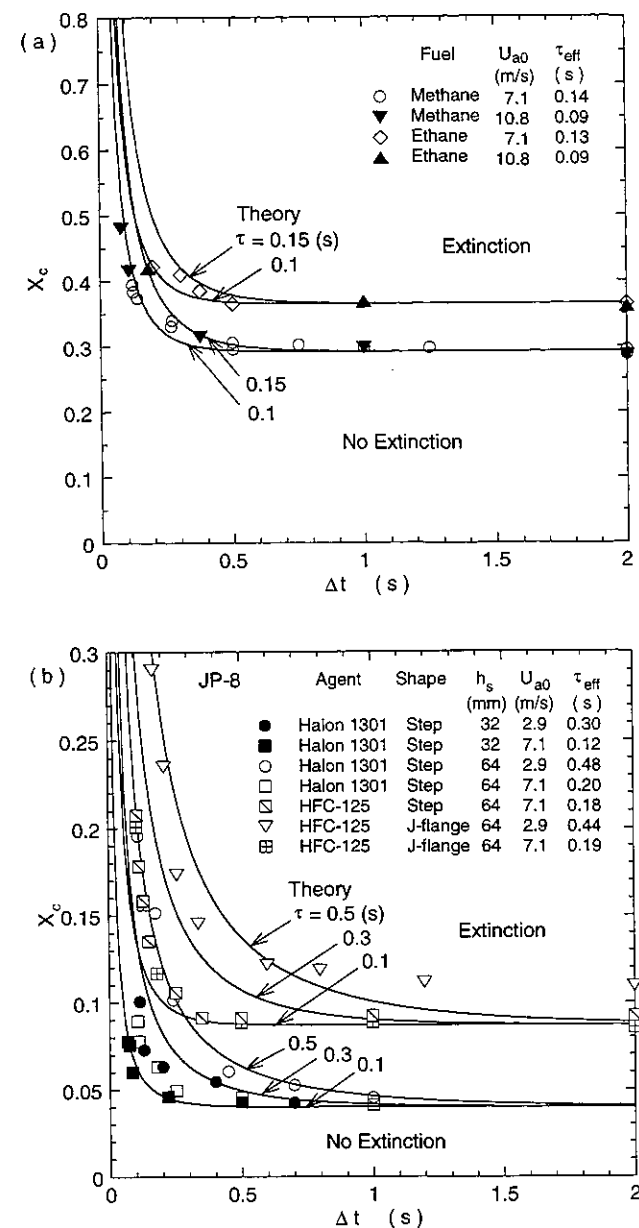 (a)
0.8
Fuel U_a0 τ_eff
(m/s) (s)
Methane 7.1 0.14
Methane 10.8 0.09
Ethane 7.1 0.13
Ethane 10.8 0.09
0.7
0.6
0.5
Theory
τ = 0.15 (s)
0.1
Extinction
X_c
0.4
0.3
0.15
0.1
No Extinction
0.2
0.1
0
0 0.5 1 1.5 2
Δt (s)
(b)
0.3
JP-8 Agent Shape h_s U_a0 τ_eff
(mm) (m/s) (s)
Halon 1301 Step 32 2.9 0.30
Halon 1301 Step 32 7.1 0.12
Halon 1301 Step 64 2.9 0.48
Halon 1301 Step 64 7.1 0.20
HFC-125 Step 64 7.1 0.18
HFC-125 J-flange 64 2.9 0.44
HFC-125 J-flange 64 7.1 0.19
0.25
0.2
Theory
τ = 0.5 (s)
0.3
0.1
Extinction
X_c
0.15
0.1
0.5
0.3
0.1
0.05
No Extinction
0
0 0.5 1 1.5 2
Δt (s)